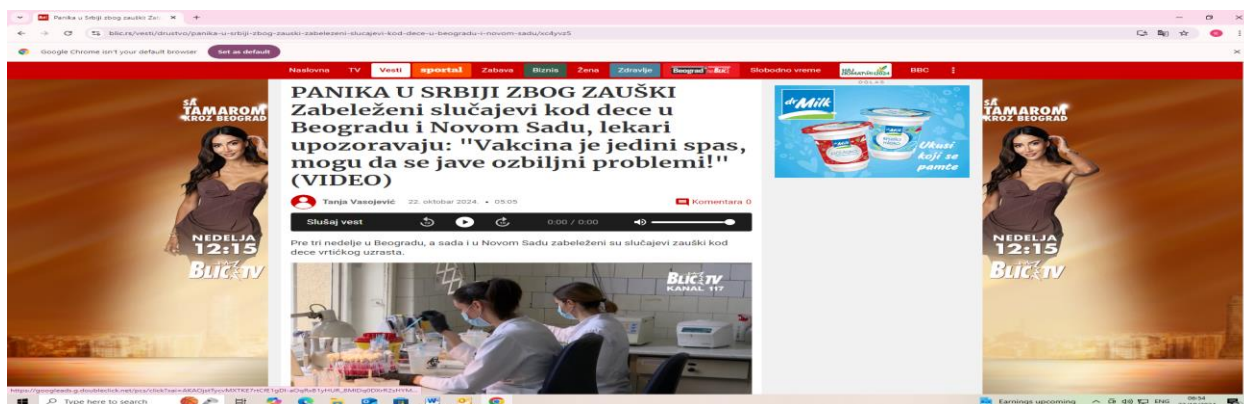 Panika u Srbiji zbog zauški: Zab
blic.rs/vesti/drustvo/panika-u-srbiji-zbog-zauski-zabelezeni-slucajevi-kod-dece-u-beogradu-i-novom-sadu/xc4yvz5
Google Chrome isn't your default browser
Set as default
Naslovna TV Vesti sportal Zabava Biznis Žena Zdravlje Beograd Slobodno vreme BBC
OGLAS
SA TAMAROM
KROZ BEOGRAD
NEDELJA
12:15
BLIC TV
PANIKA U SRBIJI ZBOG ZAUŠKI
Zabeleženi slučajevi kod dece u
Beogradu i Novom Sadu, lekari
upozoravaju: "Vakcina je jedini spas,
mogu da se jave ozbiljni problemi!"
(VIDEO)
Tanja Vasojević 22. oktobar 2024. • 05:05
Komentara 0
Slušaj vest
0:00 / 0:00
Pre tri nedelje u Beogradu, a sada i u Novom Sadu zabeleženi su slučajevi zauški kod
dece vrtićkog uzrasta.
BLIC TV
KANAL 117
dr Milk
Ukusi
koji se
pamte
SA TAMAROM
KROZ BEOGRAD
NEDELJA
12:15
BLIC TV
Type here to search
Earnings upcoming
ENG
08:54